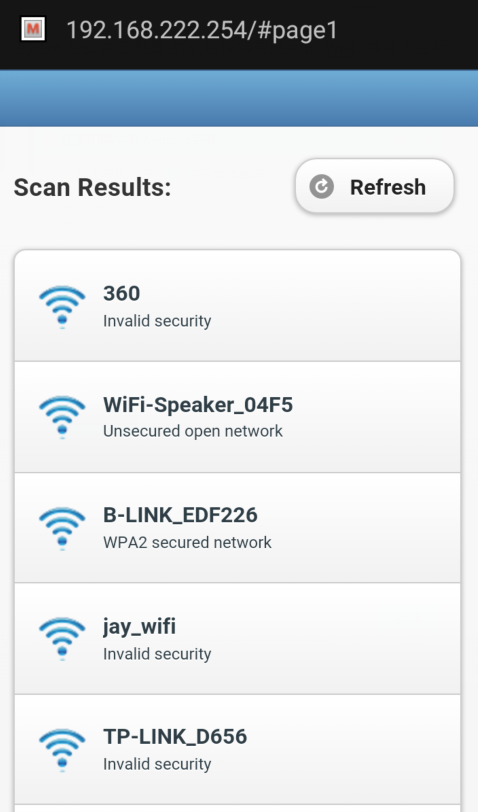 M 192.168.222.254/#page1
Scan Results:
Refresh
360
Invalid security
WiFi-Speaker_04F5
Unsecured open network
B-LINK_EDF226
WPA2 secured network
jay_wifi
Invalid security
TP-LINK_D656
Invalid security